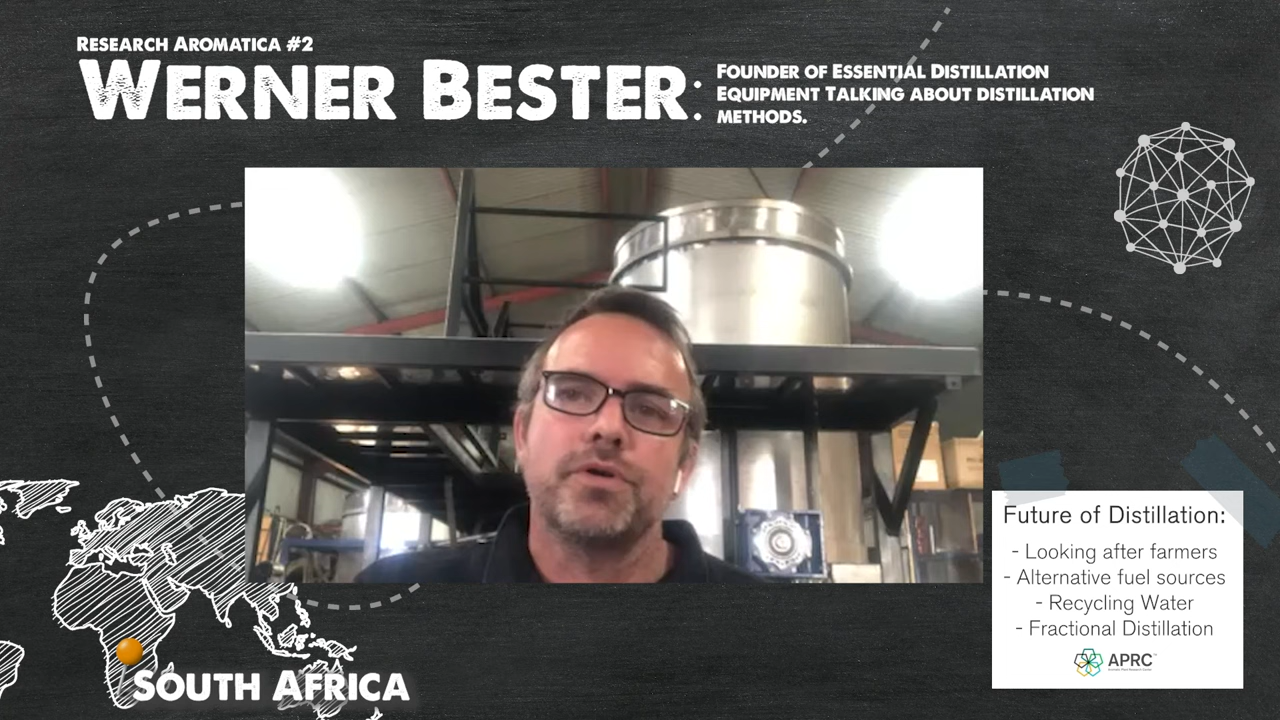 RESEARCH AROMATICA #2
WERNER BESTER:
FOUNDER OF ESSENTIAL DISTILLATION
EQUIPMENT TALKING ABOUT DISTILLATION
METHODS.
SOUTH AFRICA
Future of Distillation:
- Looking after farmers
- Alternative fuel sources
- Recycling Water
- Fractional Distillation
APRC